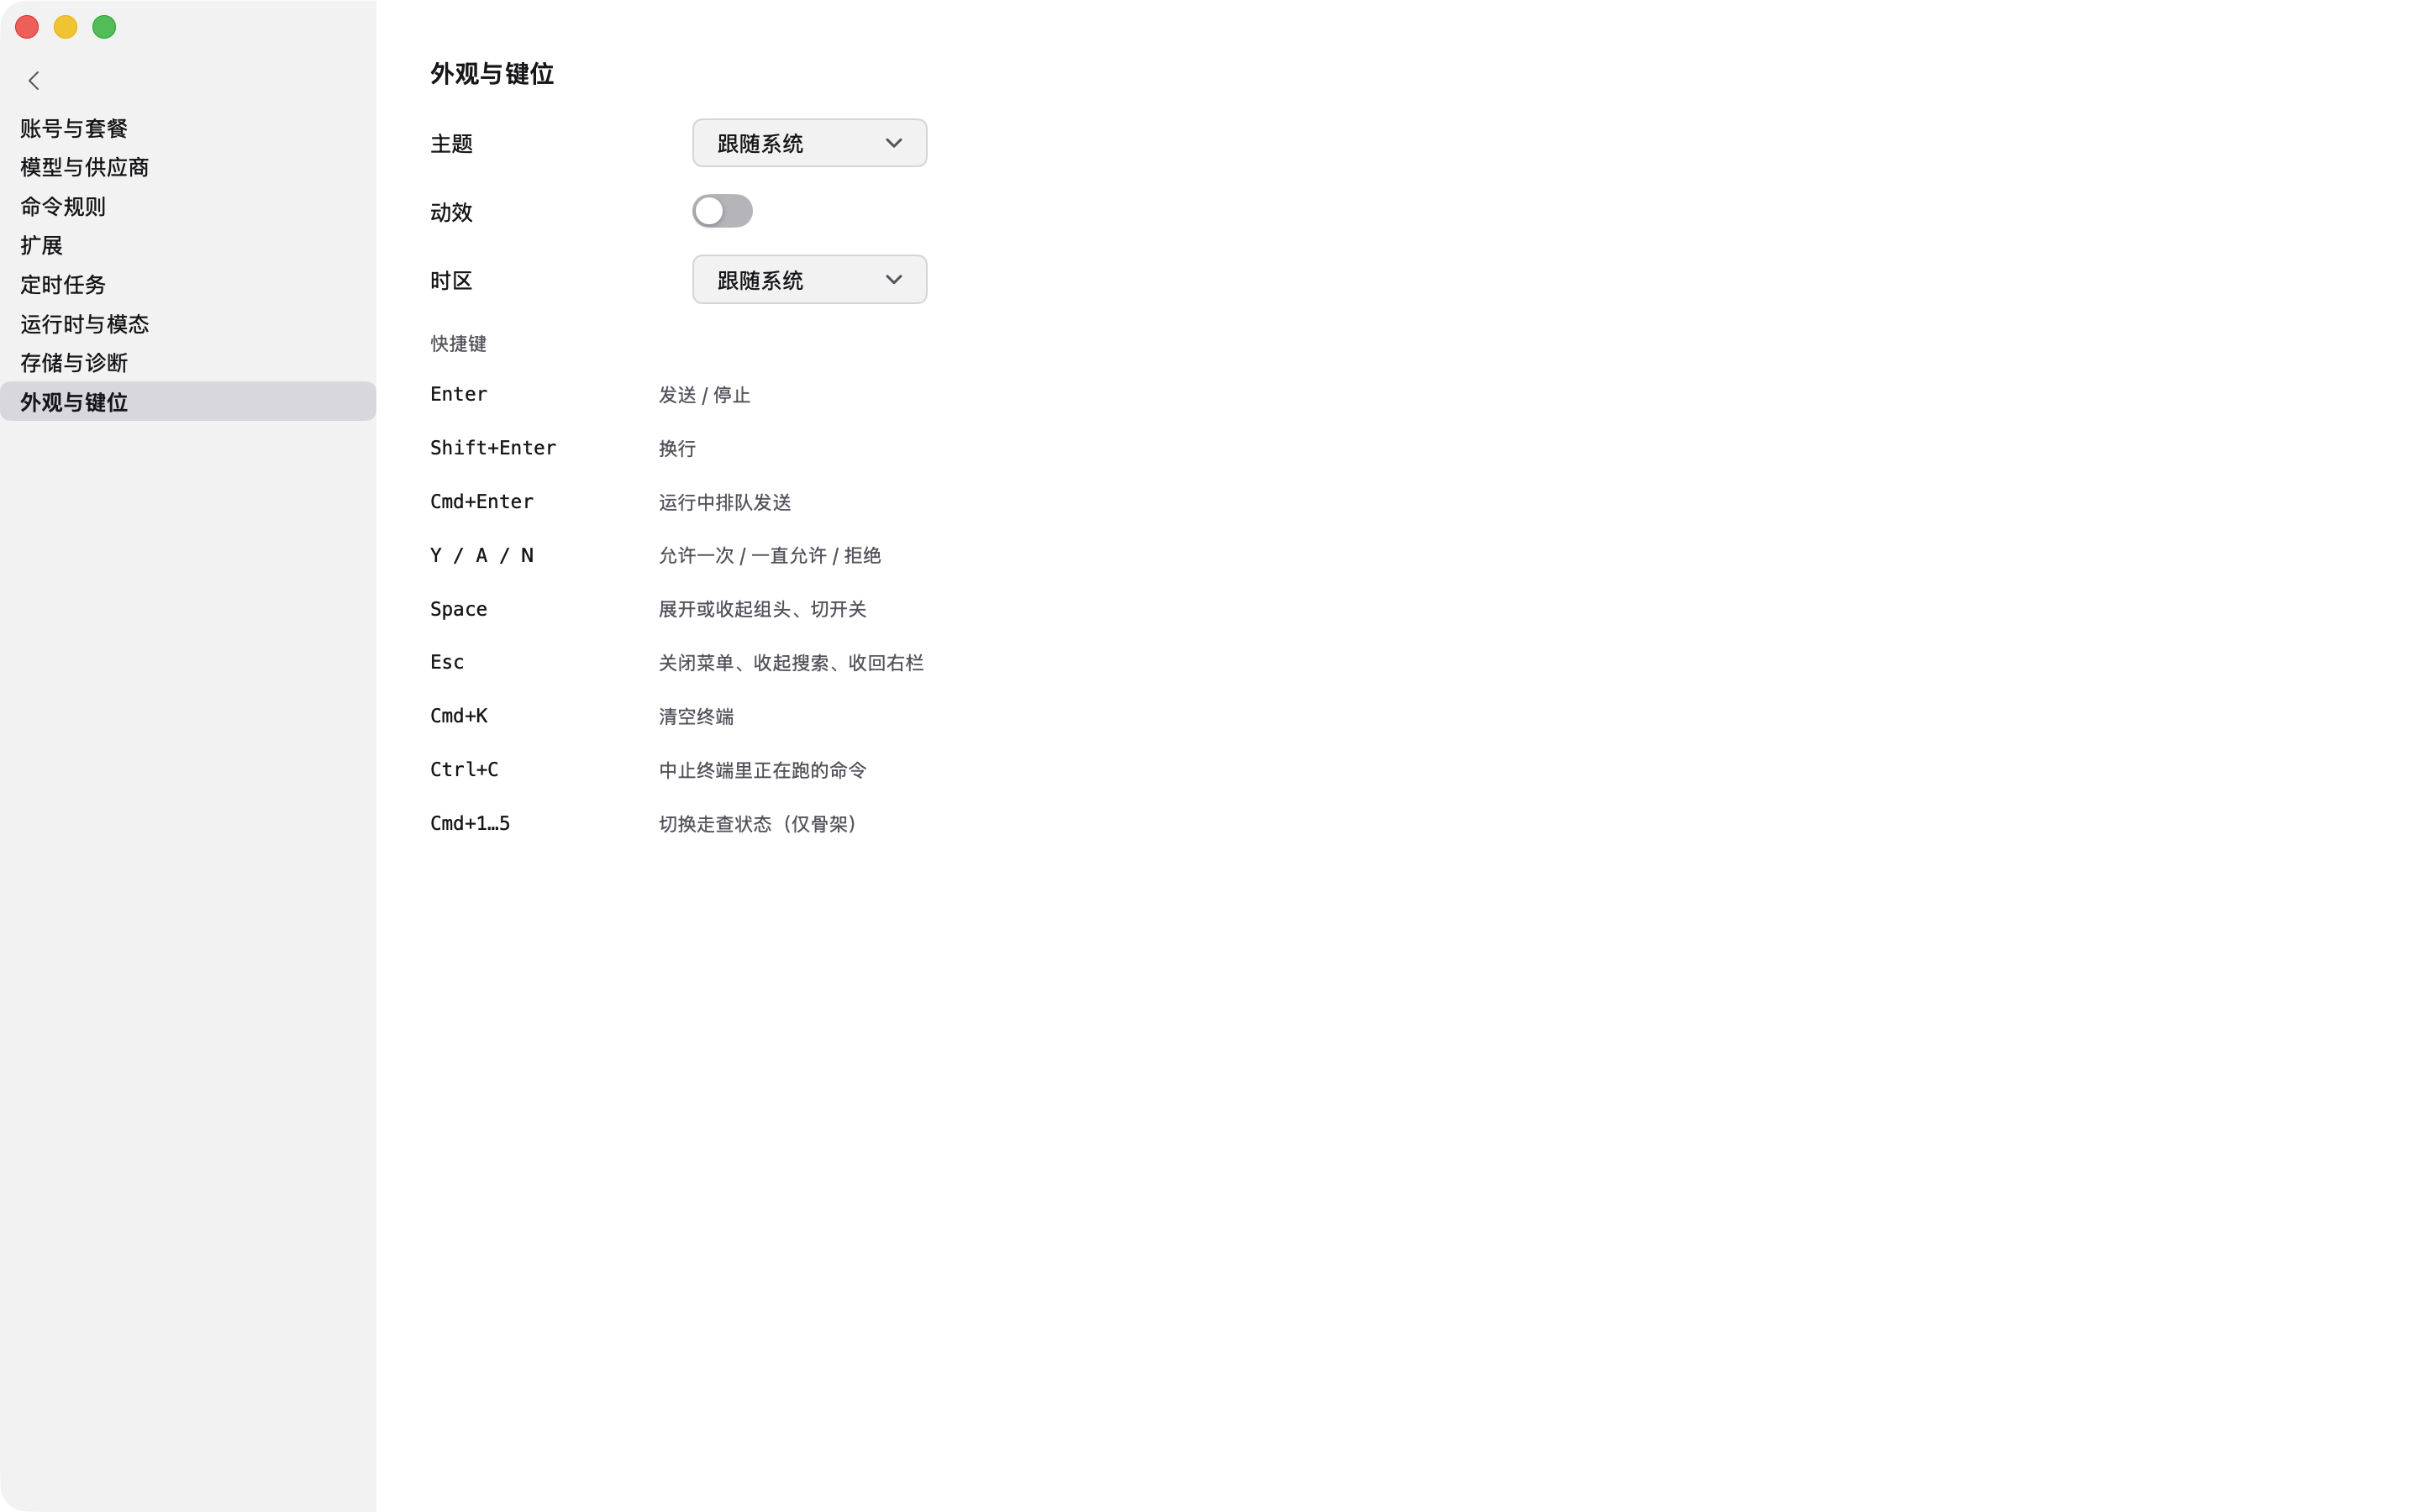 账号与套餐
模型与供应商
命令规则
扩展
定时任务
运行时与模态
存储与诊断
外观与键位
外观与键位
主题 跟随系统
动效
时区 跟随系统
快捷键
Enter 发送 / 停止
Shift+Enter 换行
Cmd+Enter 运行中排队发送
Y / A / N 允许一次 / 一直允许 / 拒绝
Space 展开或收起组头、切开关
Esc 关闭菜单、收起搜索、收回右栏
Cmd+K 清空终端
Ctrl+C 中止终端里正在跑的命令
Cmd+1…5 切换走查状态（仅骨架）